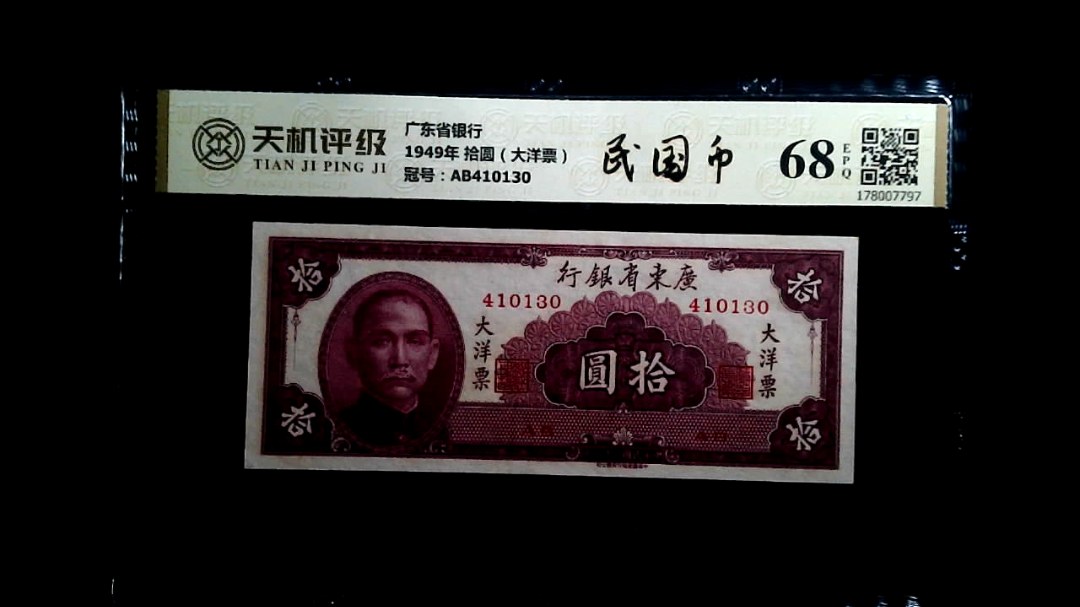 天机评级
TIAN JI PING JI
广东省银行
1949年 拾圆（大洋票）
冠号：AB410130
民国币
68
EPQ
178007797
行銀省東廣
拾
拾
410130
410130
大洋票
大洋票
圓拾
拾
拾
AB
AB